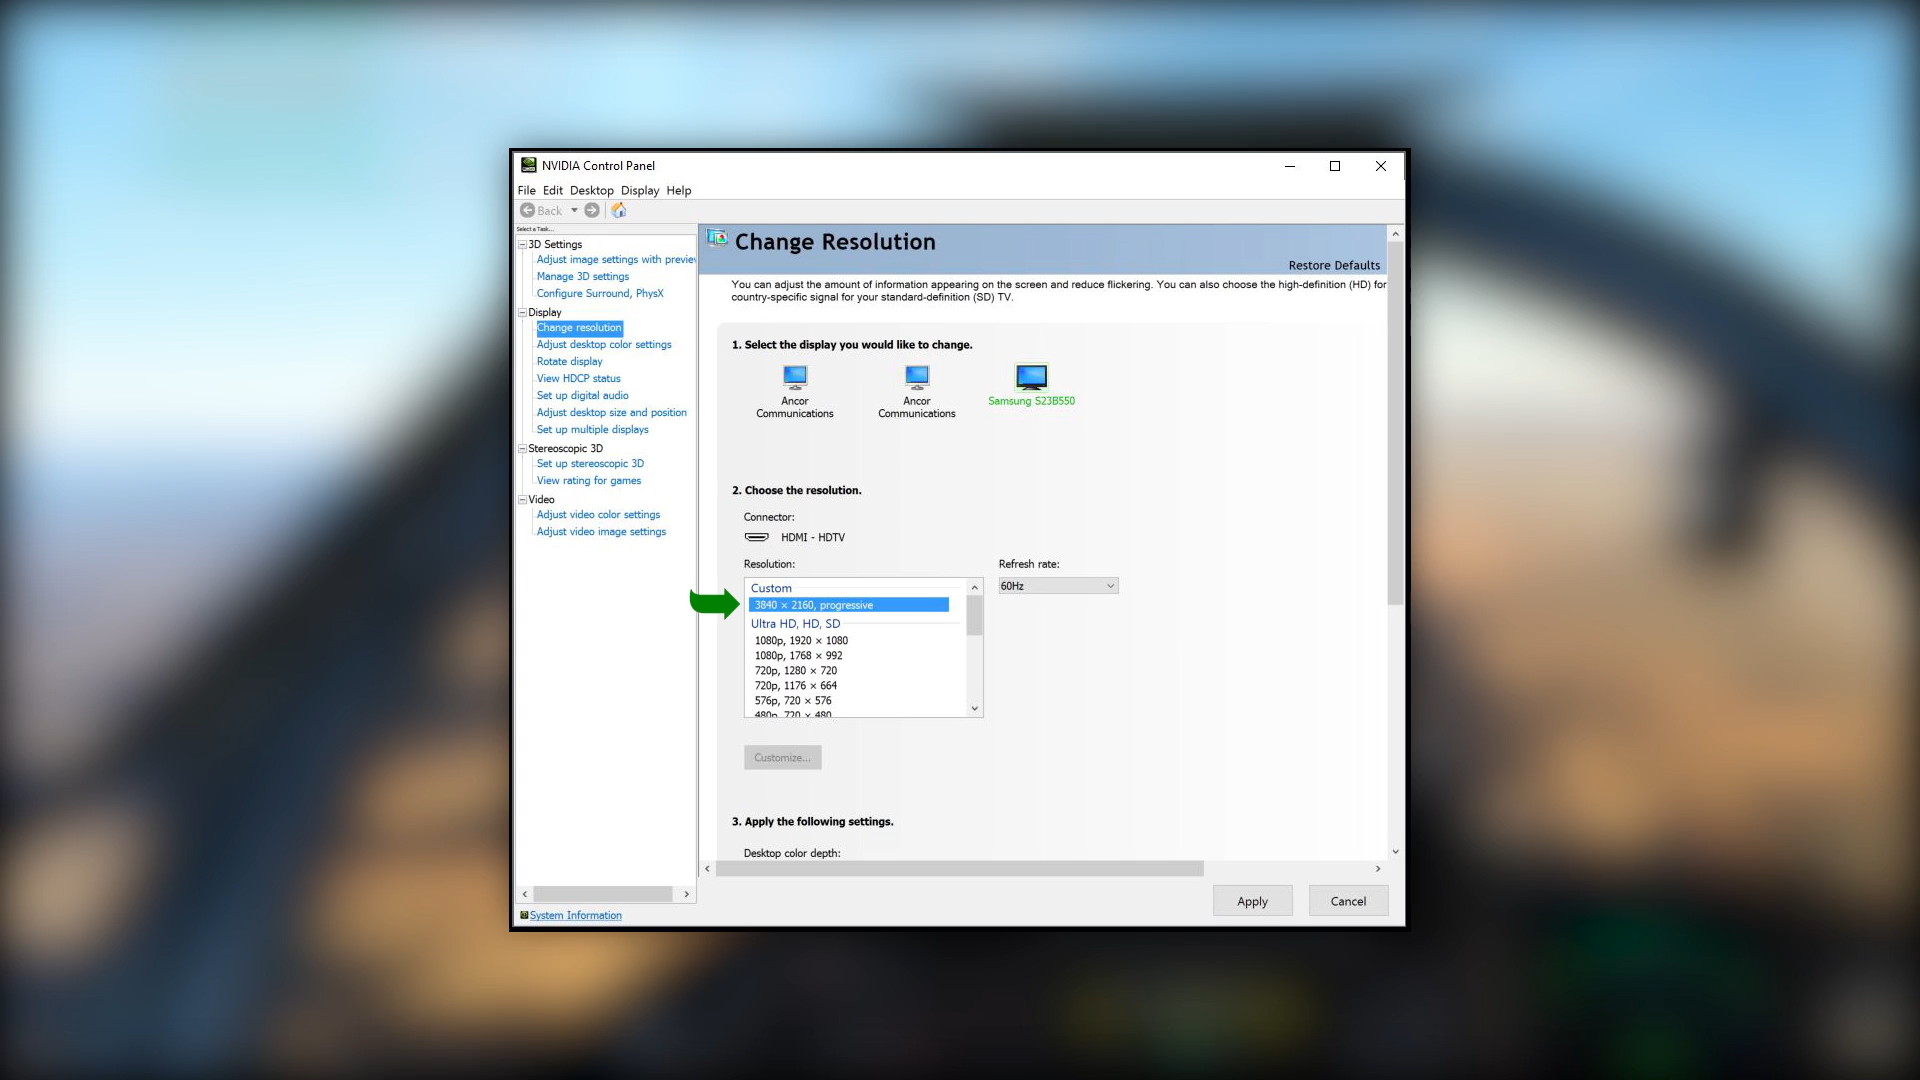 NVIDIA Control Panel
File Edit Desktop Display Help
Back
Select a Task...
3D Settings
Adjust image settings with preview
Manage 3D settings
Configure Surround, PhysX
Display
Change resolution
Adjust desktop color settings
Rotate display
View HDCP status
Set up digital audio
Adjust desktop size and position
Set up multiple displays
Stereoscopic 3D
Set up stereoscopic 3D
View rating for games
Video
Adjust video color settings
Adjust video image settings
System Information
Change Resolution
Restore Defaults
You can adjust the amount of information appearing on the screen and reduce flickering. You can also choose the high-definition (HD) for
country-specific signal for your standard-definition (SD) TV.
1. Select the display you would like to change.
Ancor
Communications
Ancor
Communications
Samsung S23B550
2. Choose the resolution.
Connector:
HDMI - HDTV
Resolution:
Refresh rate:
60Hz
Custom
3840 × 2160, progressive
Ultra HD, HD, SD
1080p, 1920 × 1080
1080p, 1768 × 992
720p, 1280 × 720
720p, 1176 × 664
576p, 720 × 576
480p, 720 × 480
Customize...
3. Apply the following settings.
Desktop color depth:
Apply
Cancel